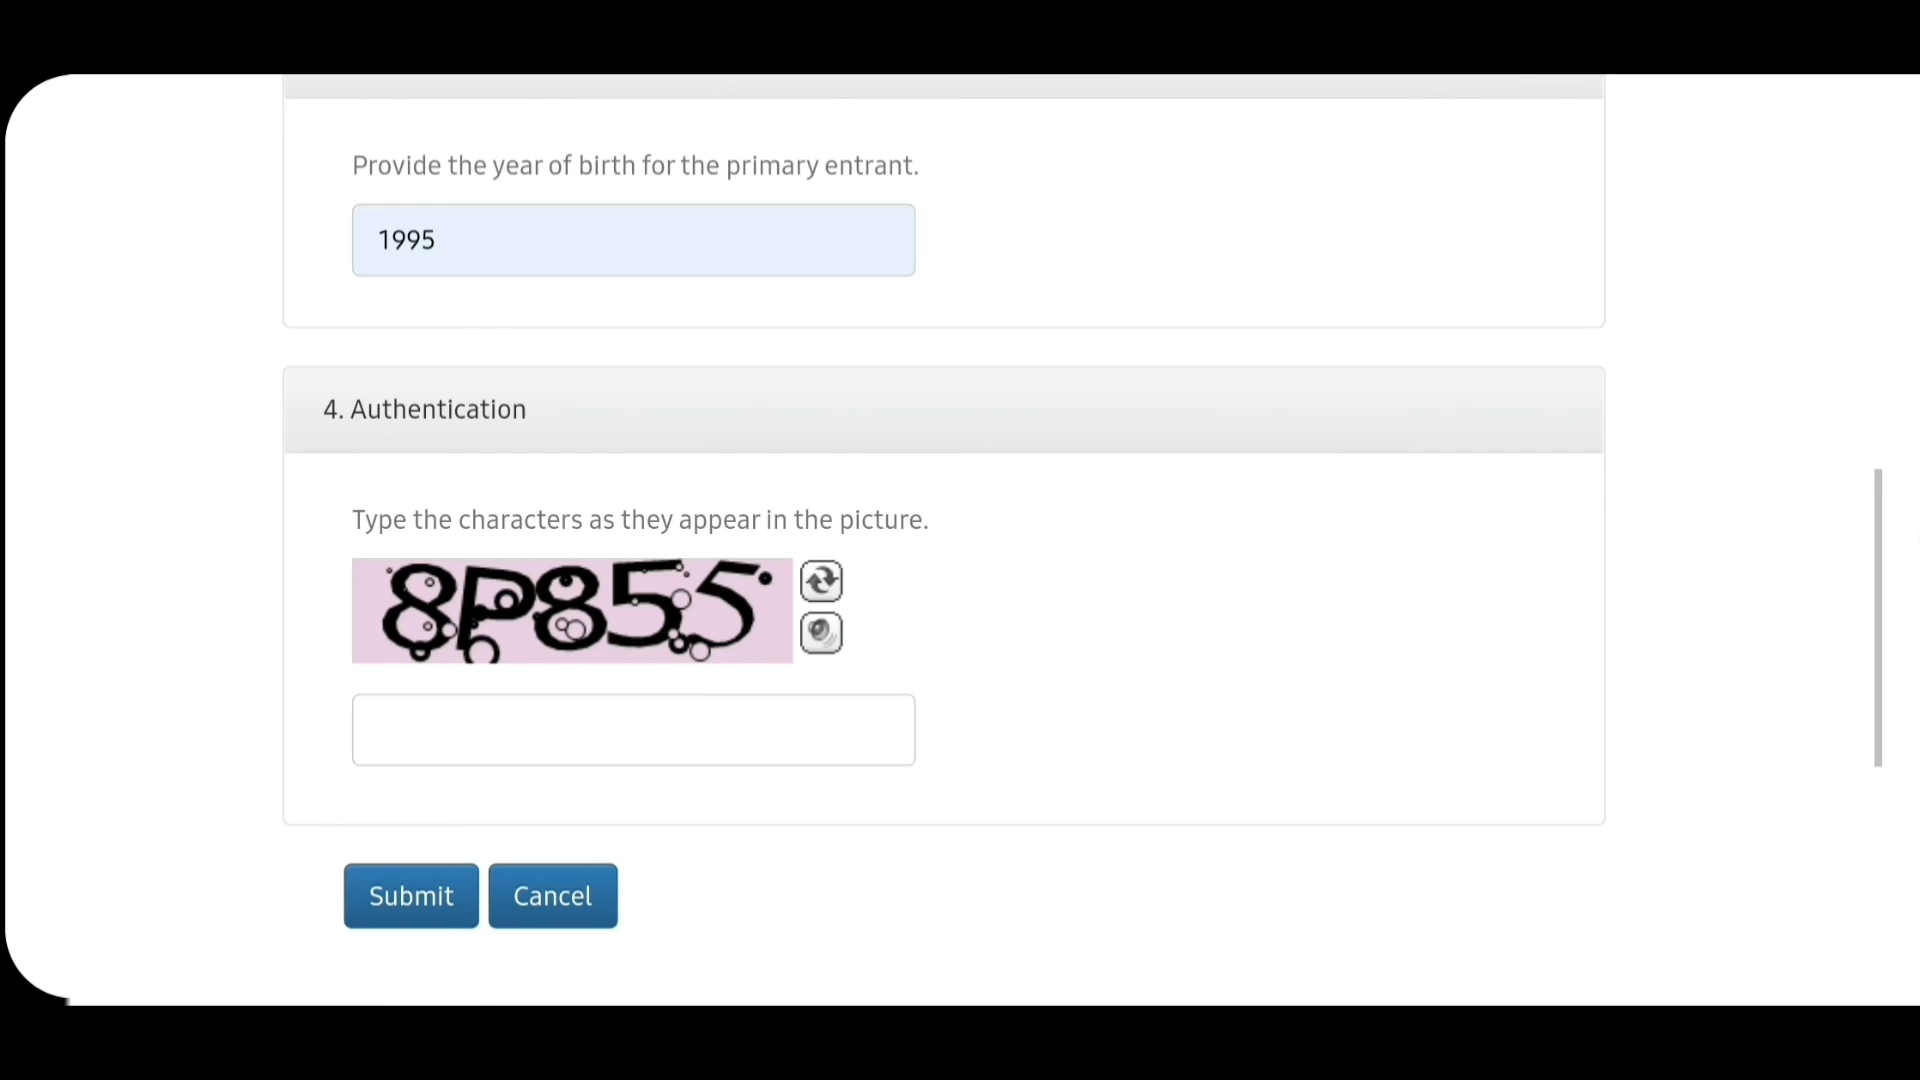 Provide the year of birth for the primary entrant.
1995
4. Authentication
Type the characters as they appear in the picture.
8P855
Submit Cancel